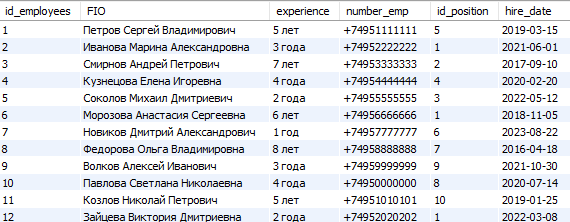 id_employees FIO experience number_emp id_position hire_date
1 Петров Сергей Владимирович 5 лет +74951111111 5 2019-03-15
2 Иванова Марина Александровна 3 года +74952222222 1 2021-06-01
3 Смирнов Андрей Петрович 7 лет +74953333333 2 2017-09-10
4 Кузнецова Елена Игоревна 4 года +74954444444 4 2020-02-20
5 Соколов Михаил Дмитриевич 2 года +74955555555 3 2022-05-12
6 Морозова Анастасия Сергеевна 6 лет +74956666666 1 2018-11-05
7 Новиков Дмитрий Александрович 1 год +74957777777 6 2023-08-22
8 Федорова Ольга Владимировна 8 лет +74958888888 7 2016-04-18
9 Волков Алексей Иванович 3 года +74959999999 9 2021-10-30
10 Павлова Светлана Николаевна 4 года +74950000000 8 2020-07-14
11 Козлов Николай Петрович 5 лет +74951010101 10 2019-01-25
12 Зайцева Виктория Дмитриевна 2 года +74952020202 1 2022-03-08